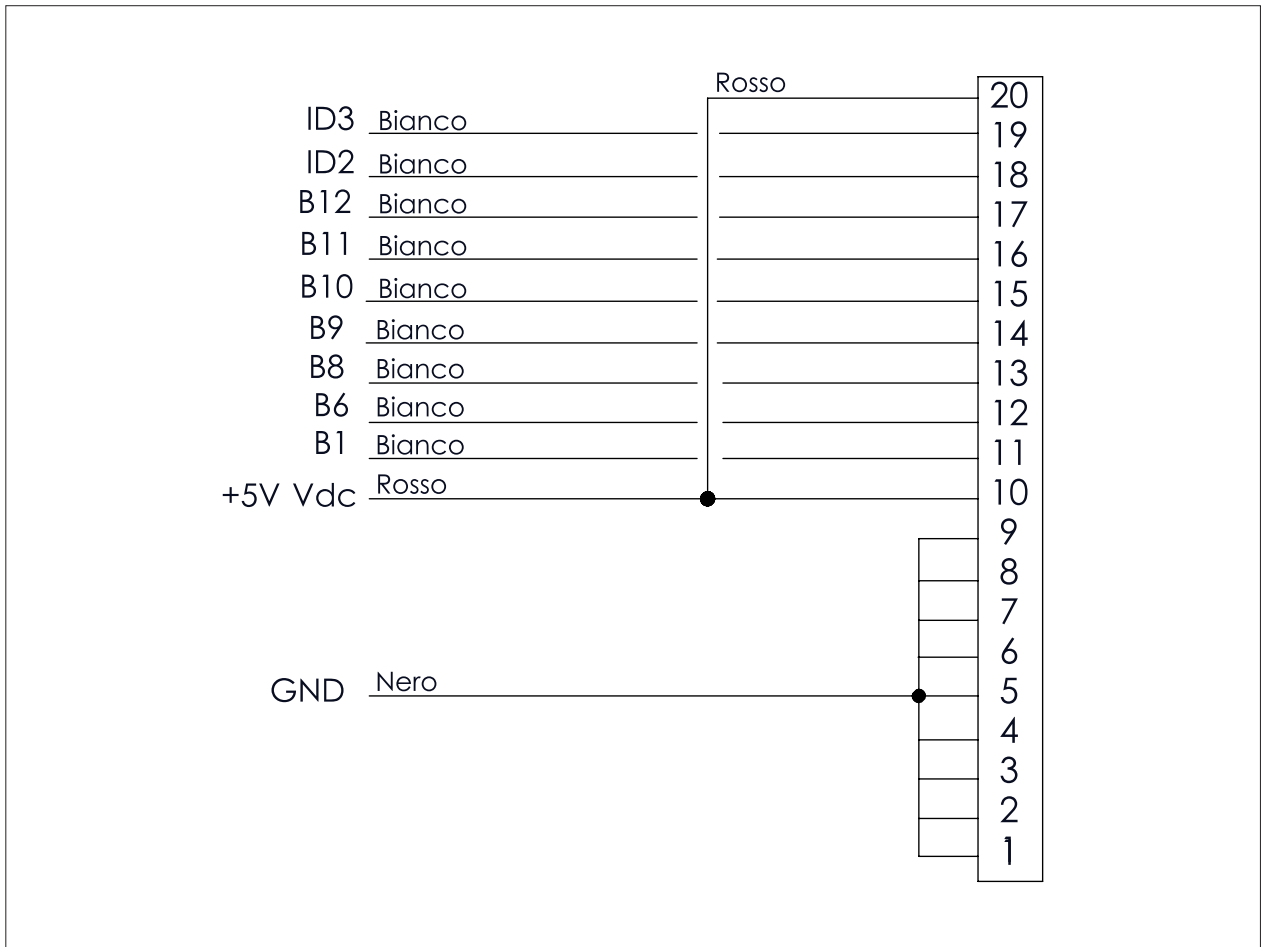 Rosso 20
ID3 Bianco 19
ID2 Bianco 18
B12 Bianco 17
B11 Bianco 16
B10 Bianco 15
B9 Bianco 14
B8 Bianco 13
B6 Bianco 12
B1 Bianco 11
+5V Vdc Rosso 10
9
8
7
6
GND Nero 5
4
3
2
1